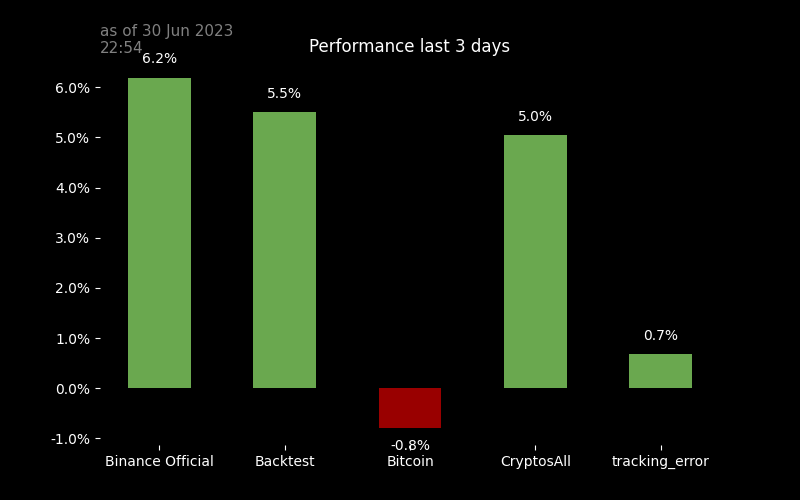 as of 30 Jun 2023
22:54
Performance last 3 days
6.2%
5.5%
-0.8%
5.0%
0.7%
6.0%
5.0%
4.0%
3.0%
2.0%
1.0%
0.0%
-1.0%
Binance Official
Backtest
Bitcoin
CryptosAll
tracking_error